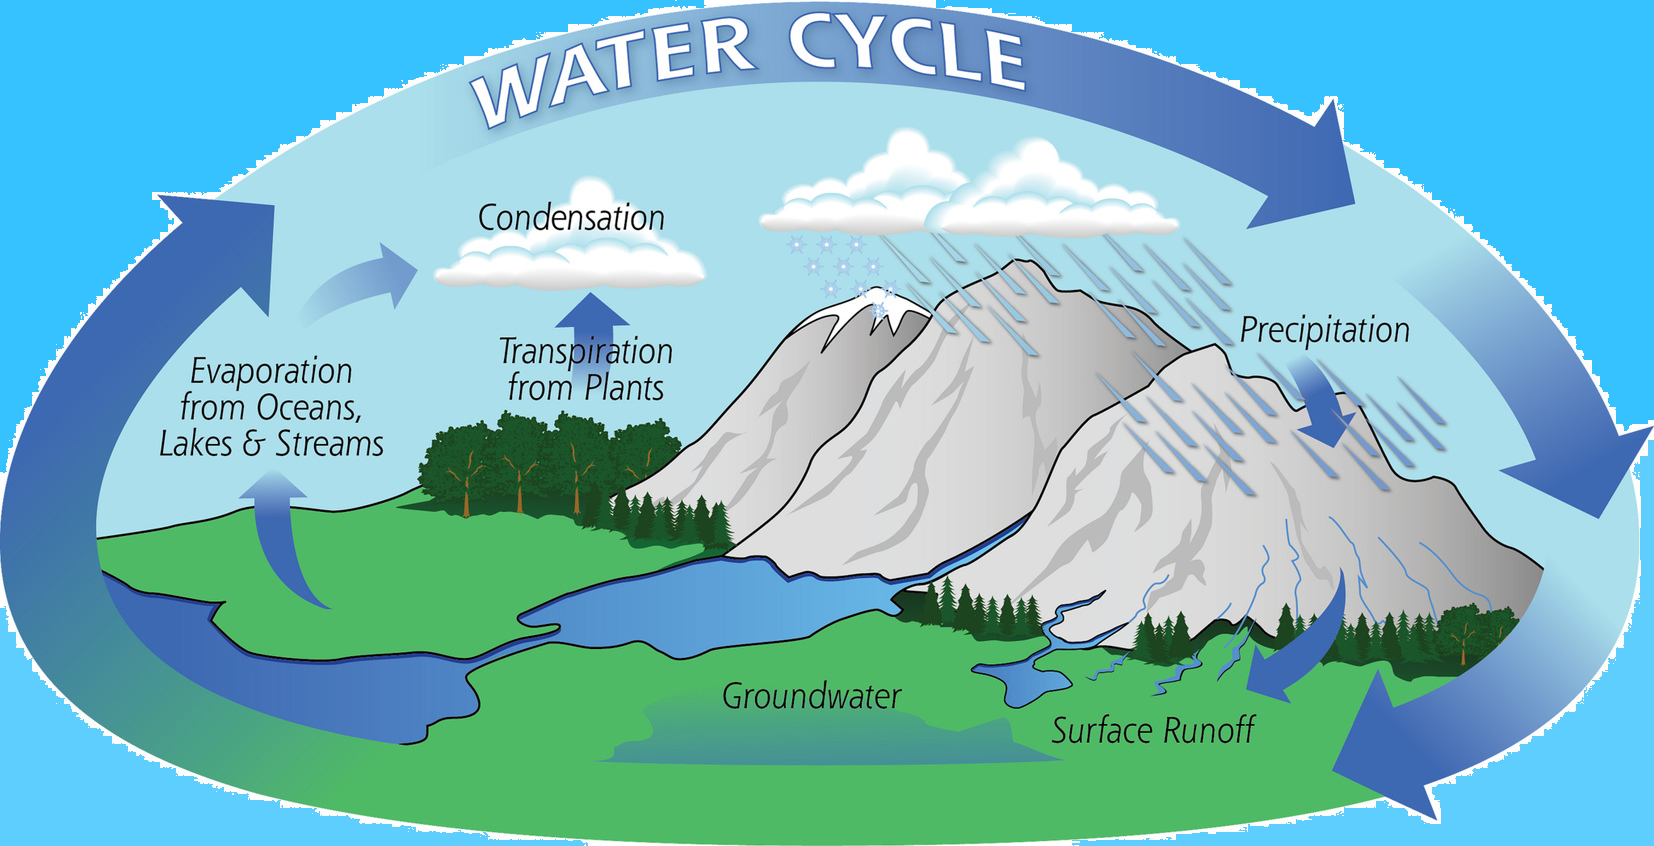 WATER CYCLE
Condensation
Precipitation
Transpiration
from Plants
Evaporation
from Oceans,
Lakes & Streams
Groundwater
Surface Runoff